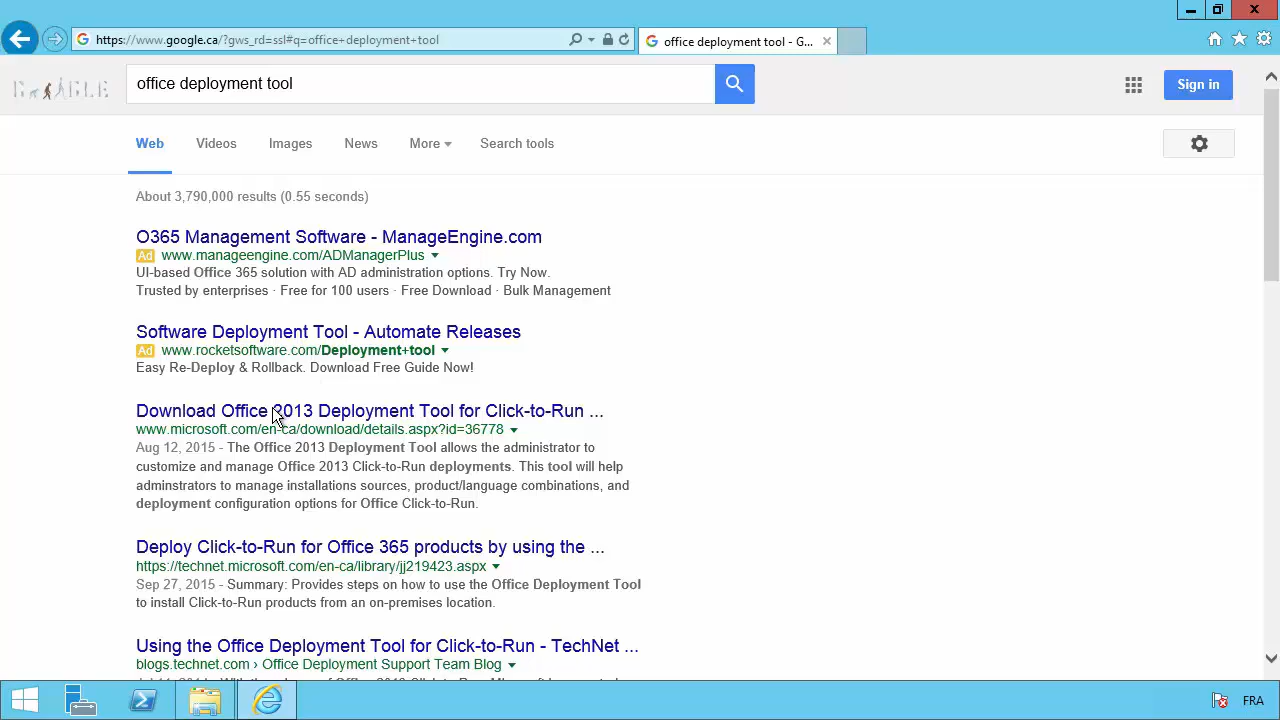 https://www.google.ca/?gws_rd=ssl#q=office+deployment+tool
office deployment tool - G...
office deployment tool
Sign in
Web Videos Images News More Search tools
About 3,790,000 results (0.55 seconds)
O365 Management Software - ManageEngine.com
Ad www.manageengine.com/ADManagerPlus
UI-based Office 365 solution with AD administration options. Try Now.
Trusted by enterprises · Free for 100 users · Free Download · Bulk Management
Software Deployment Tool - Automate Releases
Ad www.rocketsoftware.com/Deployment+tool
Easy Re-Deploy & Rollback. Download Free Guide Now!
Download Office 2013 Deployment Tool for Click-to-Run ...
www.microsoft.com/en-ca/download/details.aspx?id=36778
Aug 12, 2015 - The Office 2013 Deployment Tool allows the administrator to
customize and manage Office 2013 Click-to-Run deployments. This tool will help
adminstrators to manage installations sources, product/language combinations, and
deployment configuration options for Office Click-to-Run.
Deploy Click-to-Run for Office 365 products by using the ...
https://technet.microsoft.com/en-ca/library/jj219423.aspx
Sep 27, 2015 - Summary: Provides steps on how to use the Office Deployment Tool
to install Click-to-Run products from an on-premises location.
Using the Office Deployment Tool for Click-to-Run - TechNet ...
blogs.technet.com › Office Deployment Support Team Blog
FRA